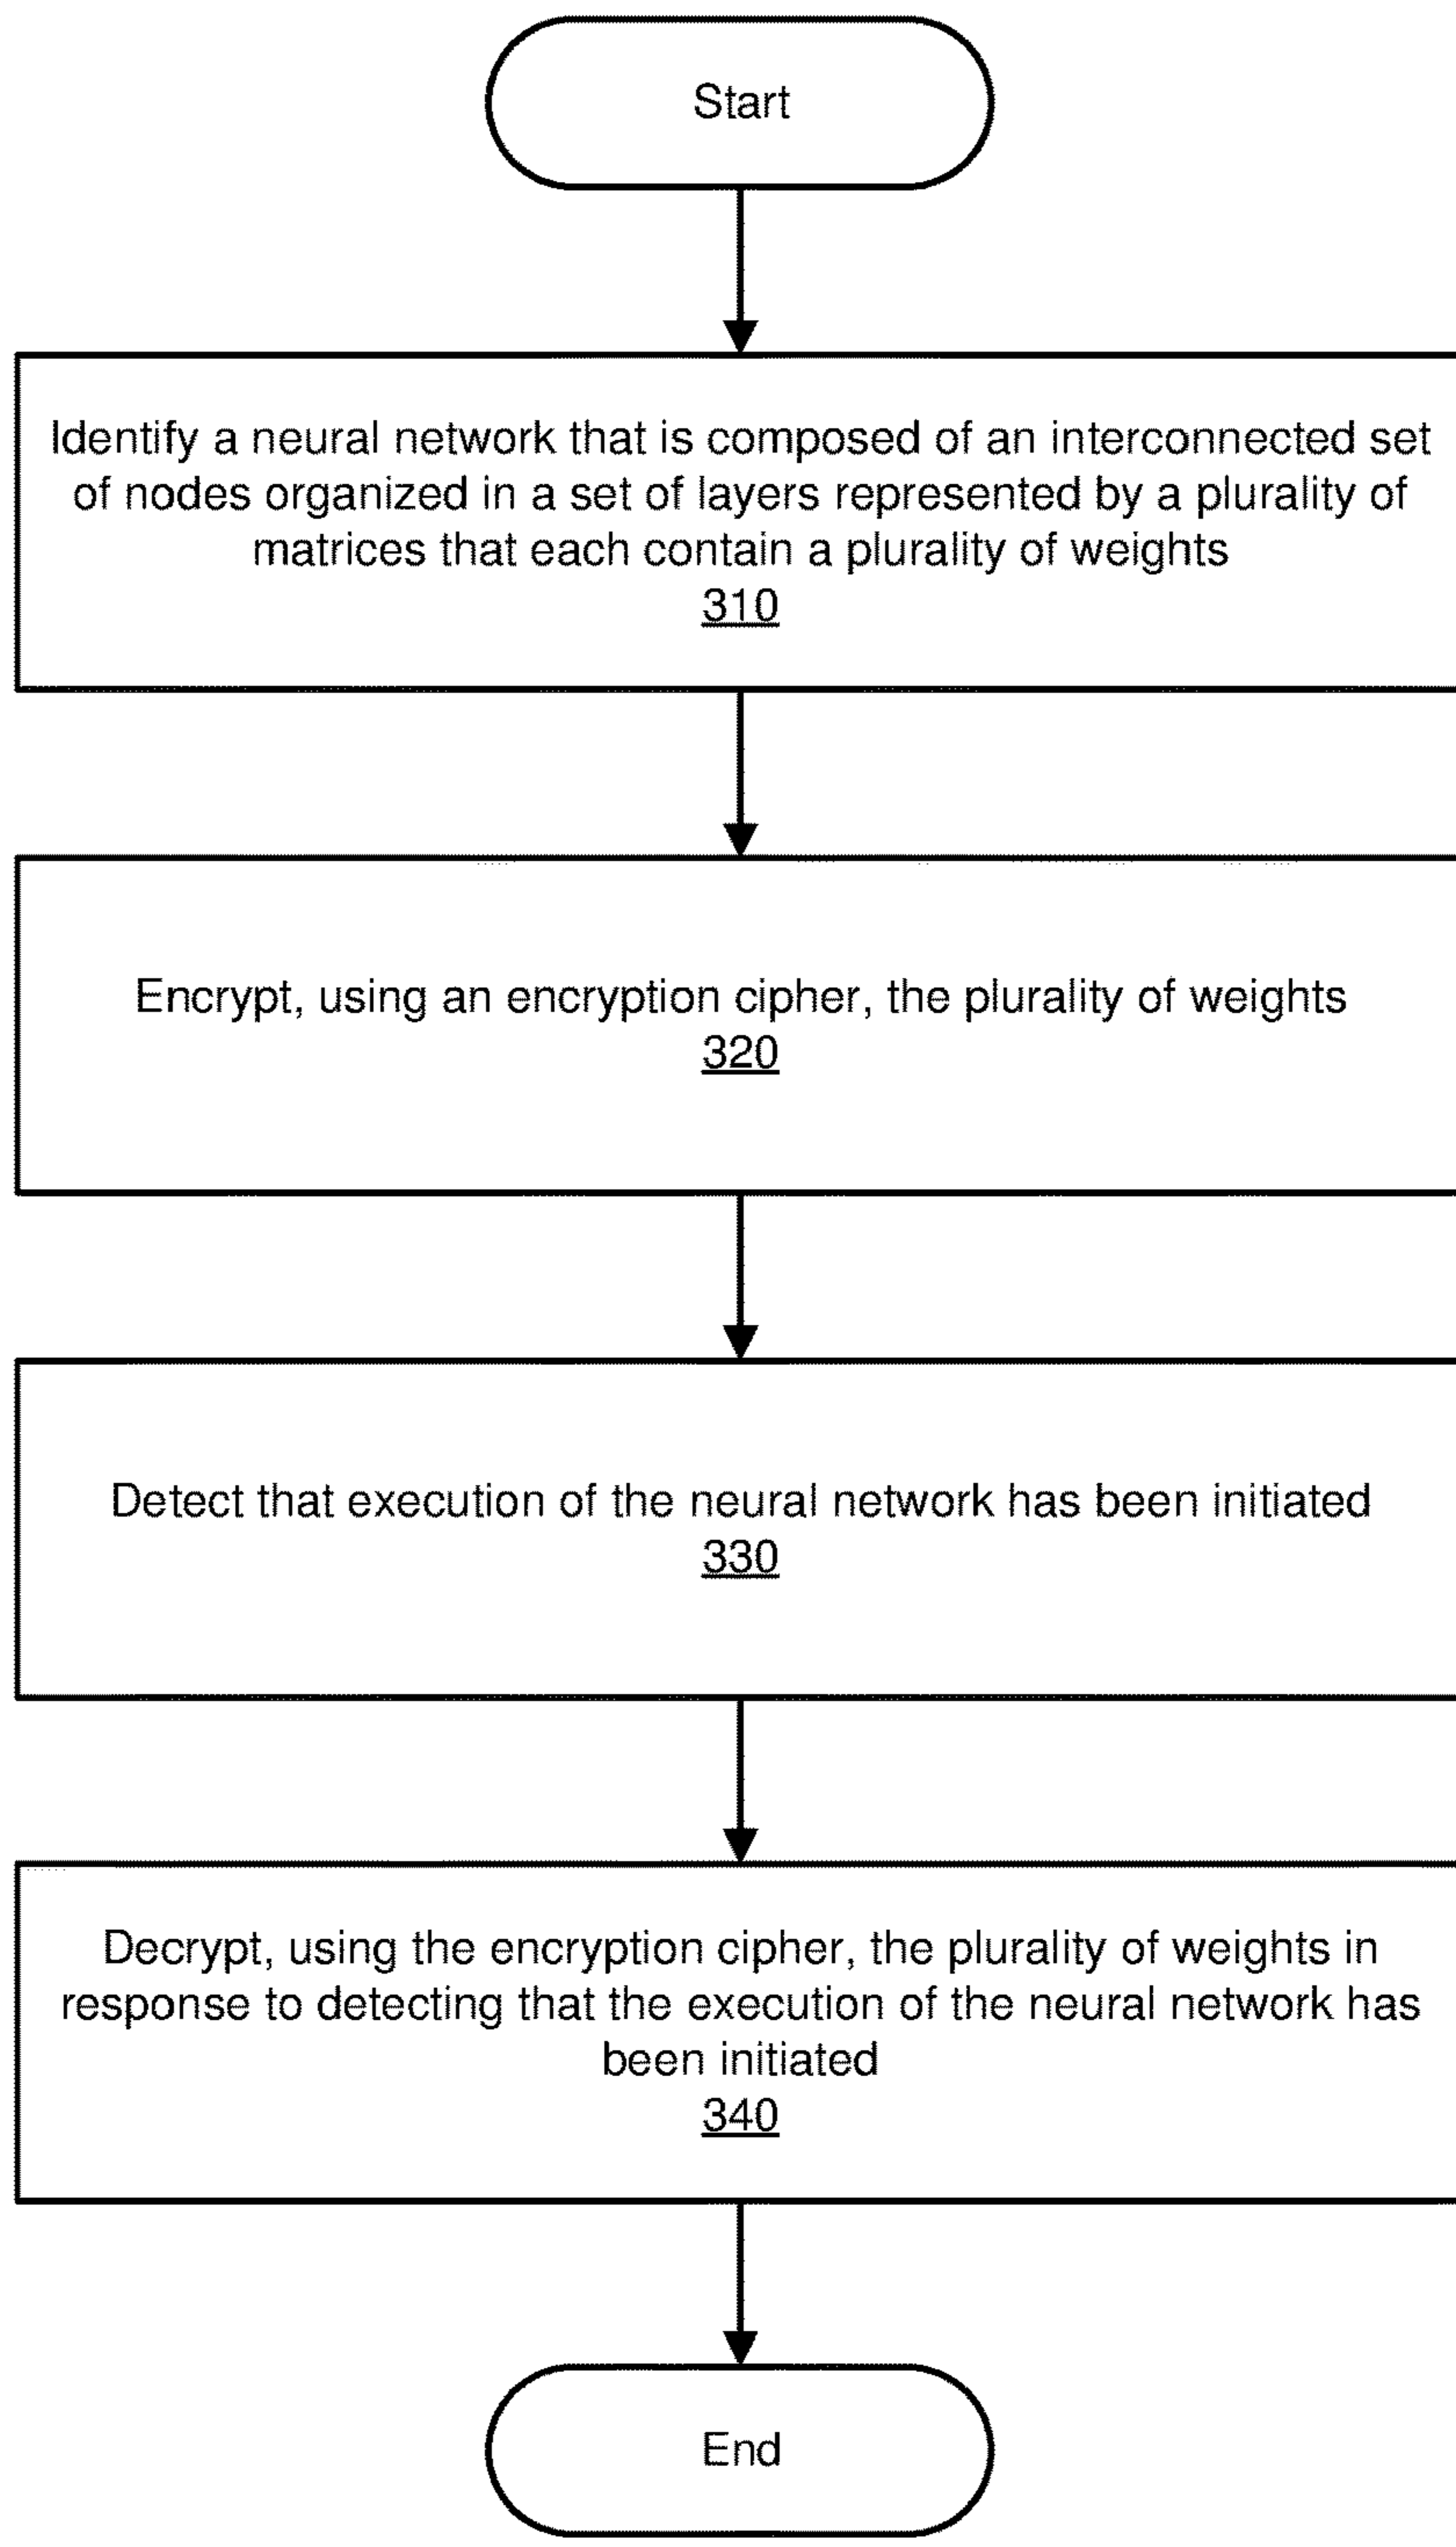 Start
Identify a neural network that is composed of an interconnected set
of nodes organized in a set of layers represented by a plurality of
matrices that each contain a plurality of weights
310
Encrypt, using an encryption cipher, the plurality of weights
320
Detect that execution of the neural network has been initiated
330
Decrypt, using the encryption cipher, the plurality of weights in
response to detecting that the execution of the neural network has
been initiated
340
End